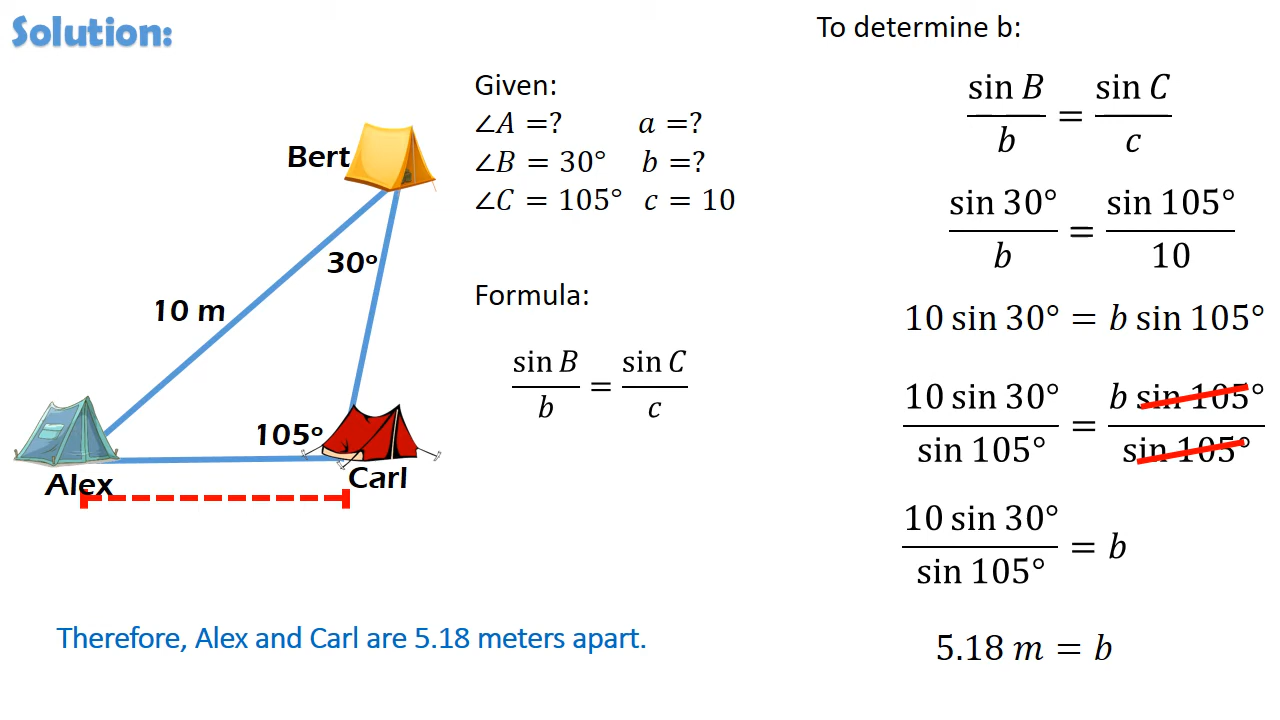 Solution:
Bert
30°
10 m
105°
Alex
Carl
Given:
∠A =? a =?
∠B = 30° b =?
∠C = 105° c = 10
Formula:
sin B / b = sin C / c
Therefore, Alex and Carl are 5.18 meters apart.
To determine b:
sin B / b = sin C / c
sin 30° / b = sin 105° / 10
10 sin 30° = b sin 105°
10 sin 30° / sin 105° = b sin 105° / sin 105°
10 sin 30° / sin 105° = b
5.18 m = b